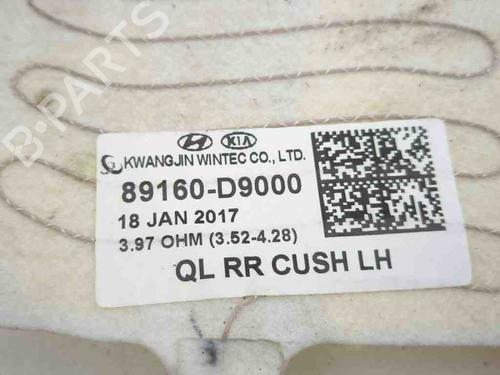 B-PARTS
KIA
KWANGJIN WINTEC CO., LTD.
89160-D9000
18 JAN 2017
3.97 OHM (3.52-4.28)
QL RR CUSH LH